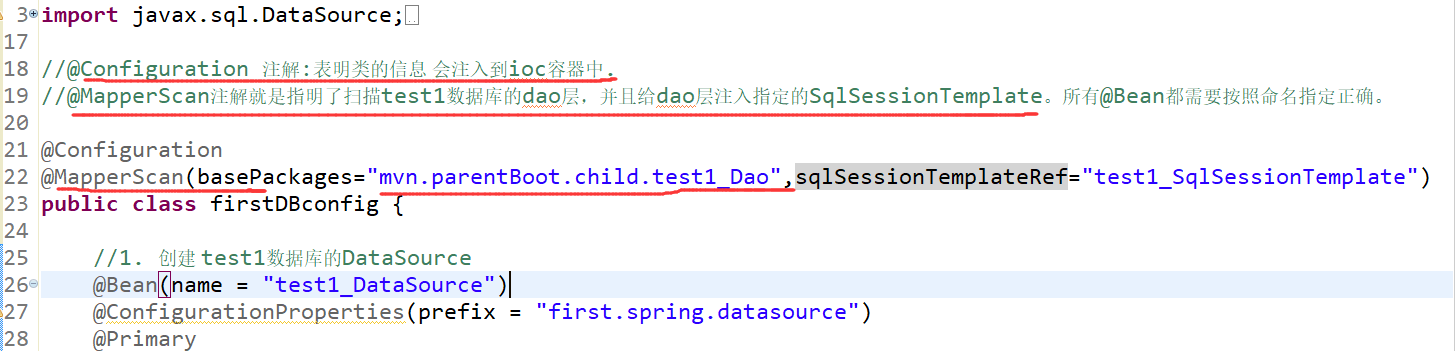 3 import javax.sql.DataSource;
17
18 //@Configuration 注解:表明类的信息 会注入到ioc容器中.
19 //@MapperScan注解就是指明了扫描test1数据库的dao层，并且给dao层注入指定的SqlSessionTemplate。所有@Bean都需要按照命名指定正确。
20
21 @Configuration
22 @MapperScan(basePackages="mvn.parentBoot.child.test1_Dao",sqlSessionTemplateRef="test1_SqlSessionTemplate")
23 public class firstDBconfig {
24
25 //1. 创建test1数据库的DataSource
26 @Bean(name = "test1_DataSource")
27 @ConfigurationProperties(prefix = "first.spring.datasource")
28 @Primary